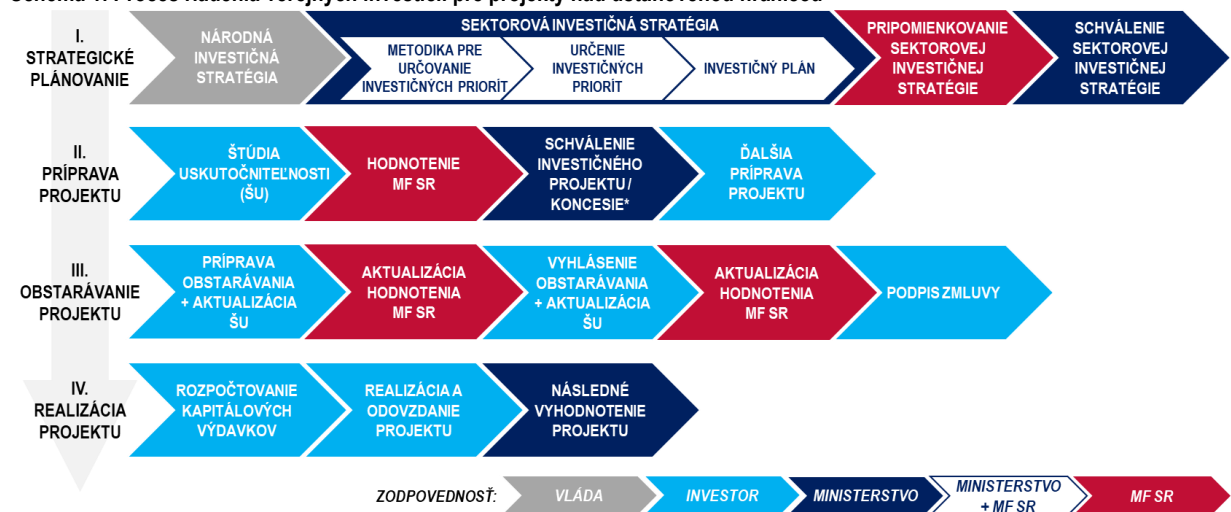 I.
STRATEGICKÉ
PLÁNOVANIE
NÁRODNÁ
INVESTIČNÁ
STRATÉGIA
SEKTOROVÁ INVESTIČNÁ STRATÉGIA
METODIKA PRE
URČOVANIE
INVESTIČNÝCH PRIORÍT
URČENIE
INVESTIČNÝCH
PRIORÍT
INVESTIČNÝ PLÁN
PRIPOMIENKOVANIE
SEKTOROVEJ
INVESTIČNEJ
STRATÉGIE
SCHVÁLENIE
SEKTOROVEJ
INVESTIČNEJ
STRATÉGIE
II.
PRÍPRAVA
PROJEKTU
ŠTÚDIA
USKUTOČNITEĽNOSTI
(ŠU)
HODNOTENIE
MF SR
SCHVÁLENIE
INVESTIČNÉHO
PROJEKTU /
KONCESIE*
ĎALŠIA
PRÍPRAVA
PROJEKTU
III.
OBSTARÁVANIE
PROJEKTU
PRÍPRAVA
OBSTARÁVANIA
+ AKTUALIZÁCIA
ŠU
AKTUALIZÁCIA
HODNOTENIA
MF SR
VYHLÁSENIE
OBSTARÁVANIA
+ AKTUALIZÁCIA
ŠU
AKTUALIZÁCIA
HODNOTENIA
MF SR
PODPIS ZMLUVY
IV.
REALIZÁCIA
PROJEKTU
ROZPOČTOVANIE
KAPITÁLOVÝCH
VÝDAVKOV
REALIZÁCIA A
ODOVZDANIE
PROJEKTU
NÁSLEDNÉ
VYHODNOTENIE
PROJEKTU
ZODPOVEDNOSŤ:
VLÁDA
INVESTOR
MINISTERSTVO
MINISTERSTVO
+ MF SR
MF SR